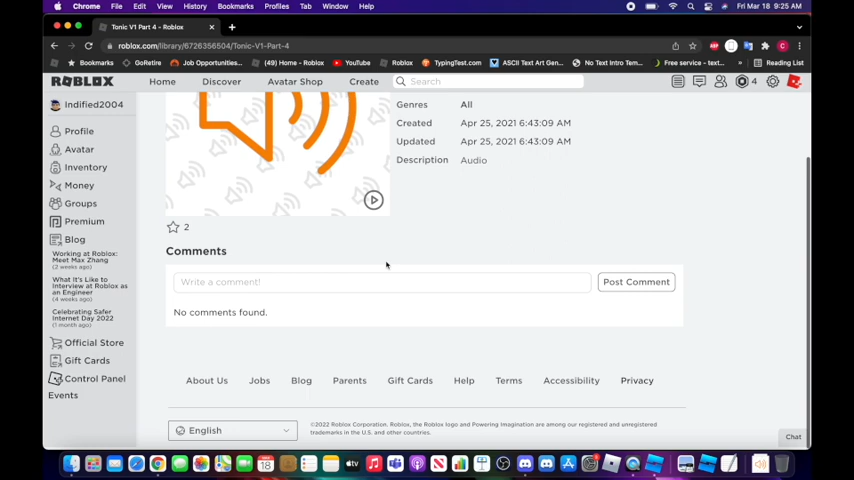 Chrome File Edit View History Bookmarks Profiles Tab Window Help
Fri Mar 18 9:25 AM
Tonic V1 Part 4 - Roblox
roblox.com/library/6726356504/Tonic-V1-Part-4
Bookmarks GoRetire Job Opportunities... (49) Home - Roblox YouTube Roblox TypingTest.com ASCII Text Art Gen... No Text Intro Tem... Free service - text... » Reading List
ROBLOX Home Discover Avatar Shop Create Search 4
Indified2004
Profile
Avatar
Inventory
Money
Groups
Premium
Blog
Working at Roblox:
Meet Max Zhang
(2 weeks ago)
What It's Like to
Interview at Roblox as
an Engineer
(4 weeks ago)
Celebrating Safer
Internet Day 2022
(1 month ago)
Official Store
Gift Cards
Control Panel
Events
Genres All
Created Apr 25, 2021 6:43:09 AM
Updated Apr 25, 2021 6:43:09 AM
Description Audio
2
Comments
Write a comment! Post Comment
No comments found.
About Us Jobs Blog Parents Gift Cards Help Terms Accessibility Privacy
English
©2022 Roblox Corporation. Roblox, the Roblox logo and Powering Imagination are among our registered and unregistered
trademarks in the U.S. and other countries.
Chat